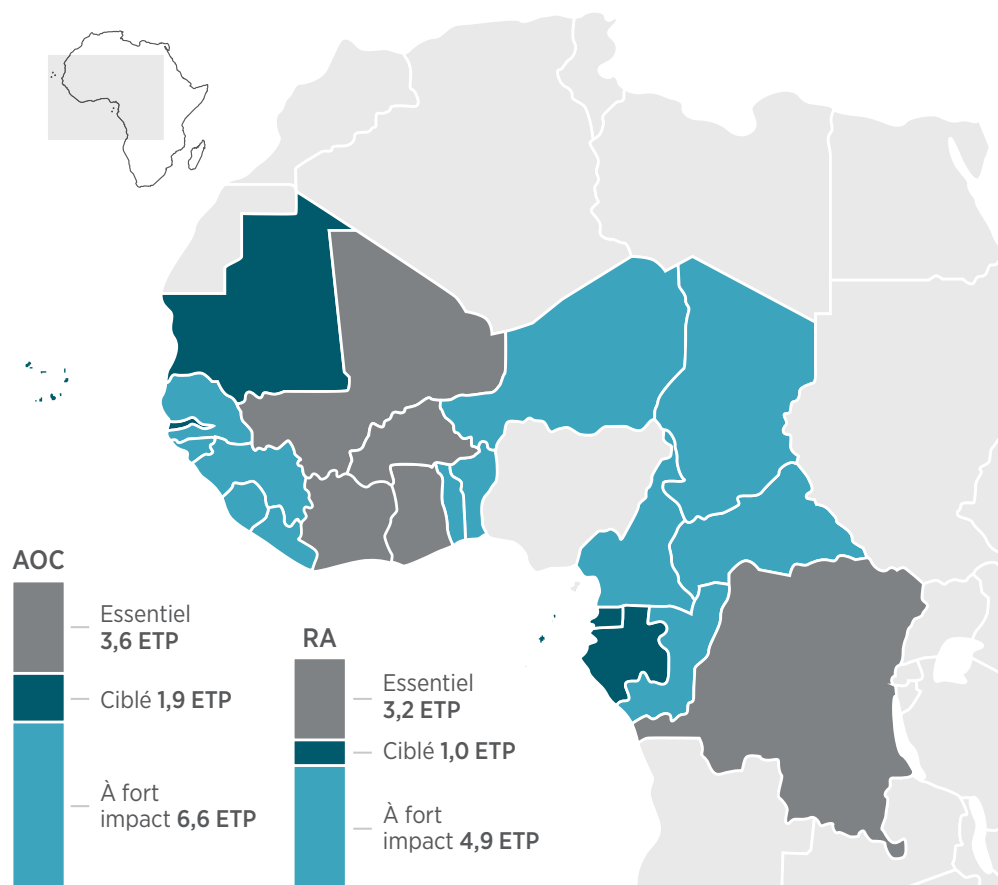 AOC
Essentiel
3,6 ETP
Ciblé 1,9 ETP
À fort
impact 6,6 ETP
RA
Essentiel
3,2 ETP
Ciblé 1,0 ETP
À fort
impact 4,9 ETP